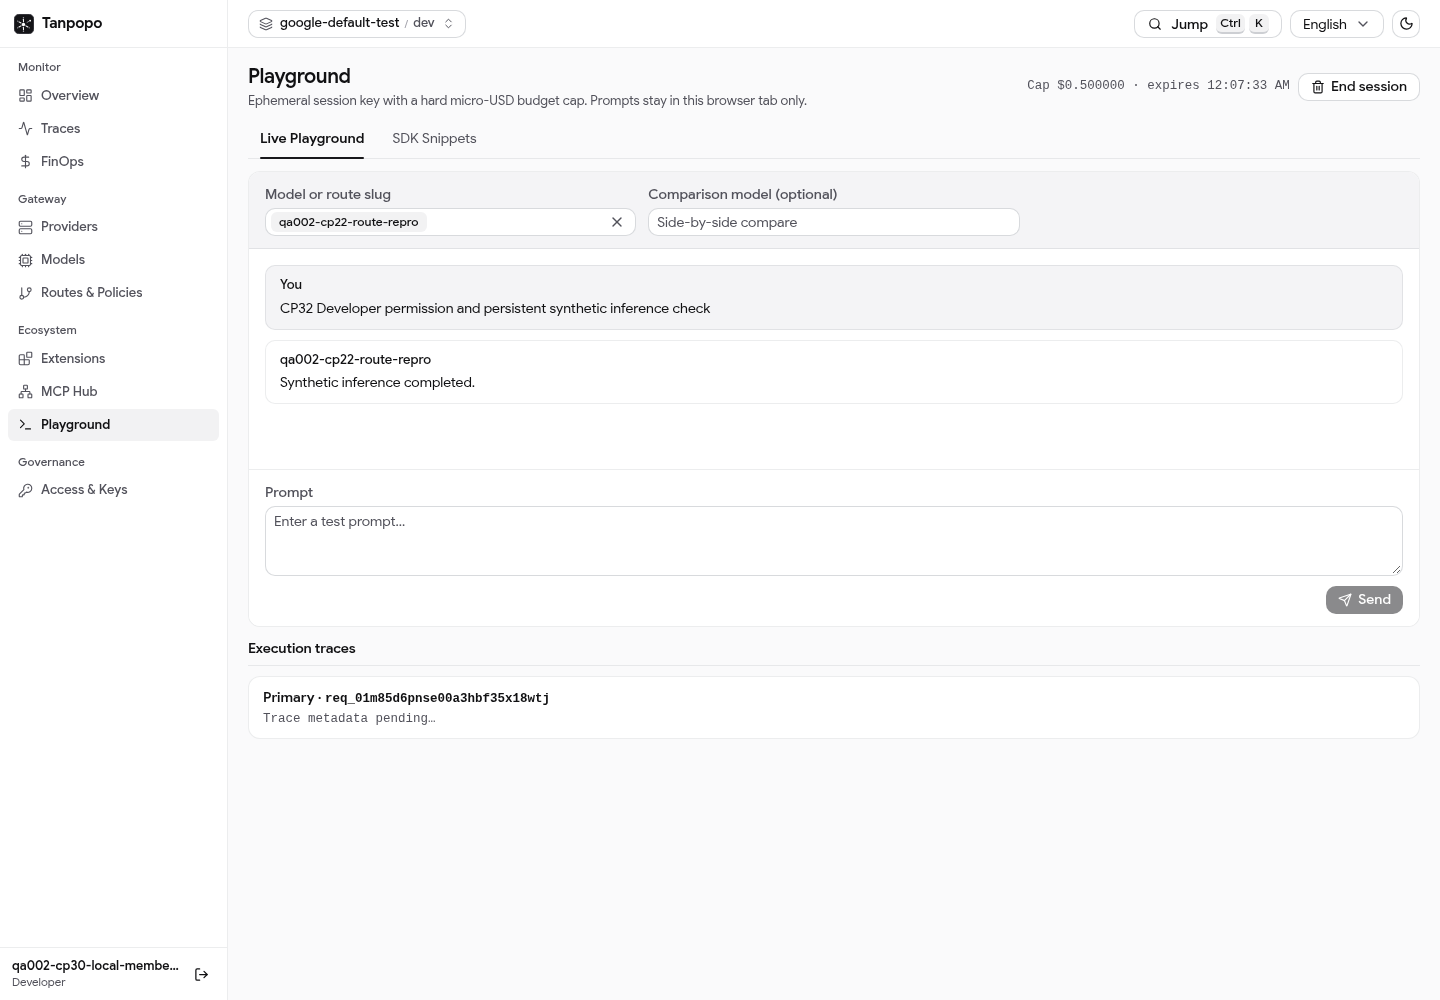 Tanpopo
google-default-test / dev
Jump Ctrl K
English
Monitor
Overview
Traces
FinOps
Gateway
Providers
Models
Routes & Policies
Ecosystem
Extensions
MCP Hub
Playground
Governance
Access & Keys
qa002-cp30-local-membe...
Developer
Playground
Ephemeral session key with a hard micro-USD budget cap. Prompts stay in this browser tab only.
Cap $0.500000 · expires 12:07:33 AM
End session
Live Playground
SDK Snippets
Model or route slug
qa002-cp22-route-repro
Comparison model (optional)
Side-by-side compare
You
CP32 Developer permission and persistent synthetic inference check
qa002-cp22-route-repro
Synthetic inference completed.
Prompt
Enter a test prompt...
Send
Execution traces
Primary · req_01m85d6pnse00a3hbf35x18wtj
Trace metadata pending…